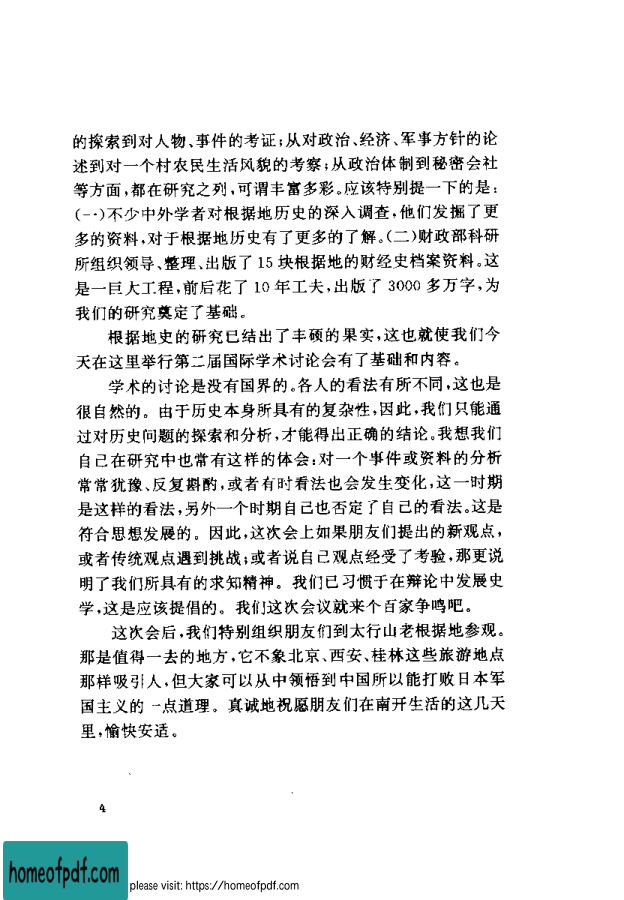 的探索到对人物、事件的考证；从对政治、经济、军事方针的论
述到对一个村农民生活风貌的考察；从政治体制到秘密会社
等方面，都在研究之列，可谓丰富多彩。应该特别提一下的是：
(一)不少中外学者对根据地历史的深入调查，他们发掘了更
多的资料，对于根据地历史有了更多的了解。(二)财政部科研
所组织领导、整理、出版了15块根据地的财经史档案资料。这
是一巨大工程，前后花了10年工夫，出版了3000多万字，为
我们的研究奠定了基础。
根据地史的研究已结出了丰硕的果实，这也就使我们今
天在这里举行第二届国际学术讨论会有了基础和内容。
学术的讨论是没有国界的。各人的看法有所不同，这也是
很自然的。由于历史本身所具有的复杂性，因此，我们只能通
过对历史问题的探索和分析，才能得出正确的结论。我想我们
自己在研究中也常有这样的体会：对一个事件或资料的分析
常常犹豫、反复斟酌，或者有时看法也会发生变化，这一时期
是这样的看法，另外一个时期自己也否定了自己的看法。这是
符合思想发展的。因此，这次会上如果朋友们提出的新观点，
或者传统观点遇到挑战；或者说自己观点经受了考验，那更说
明了我们所具有的求知精神。我们已习惯于在辩论中发展史
学，这是应该提倡的。我们这次会议就来个百家争鸣吧。
这次会后，我们特别组织朋友们到太行山老根据地参观。
那是值得一去的地方，它不象北京、西安、桂林这些旅游地点
那样吸引人，但大家可以从中领悟到中国所以能打败日本军
国主义的一点道理。真诚地祝愿朋友们在南开生活的这几天
里，愉快安适。
4
homeofpdf.com
please visit: https://homeofpdf.com